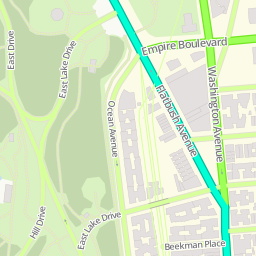 East Drive
East Lake Drive
Empire Boulevard
Flatbush Avenue
Washington Avenue
Ocean Avenue
Hill Drive
East Lake Drive
Beekman Place